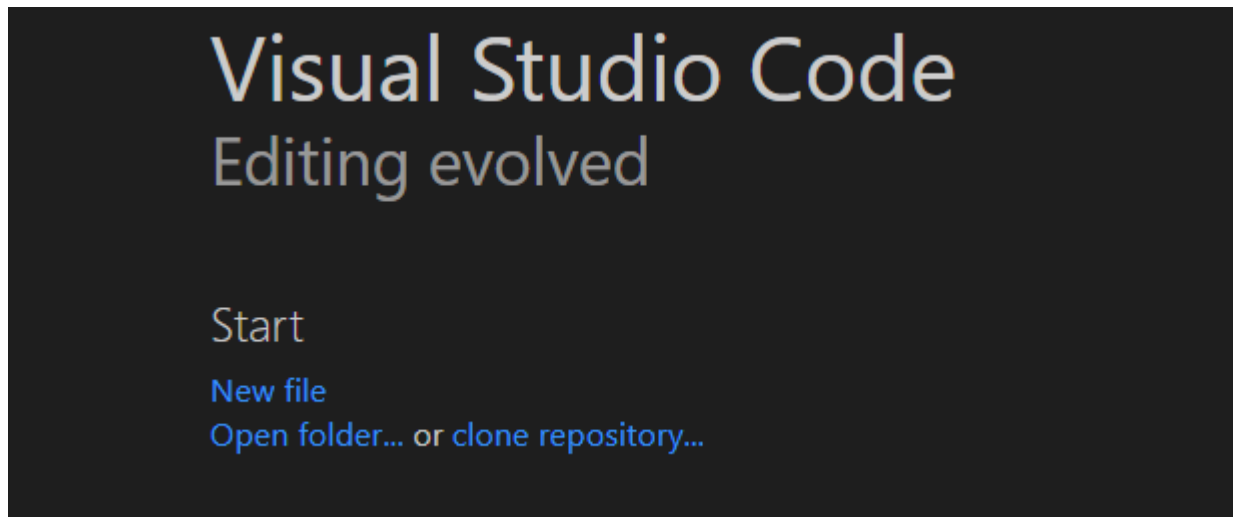 Visual Studio Code
Editing evolved
Start
New file
Open folder... or clone repository...